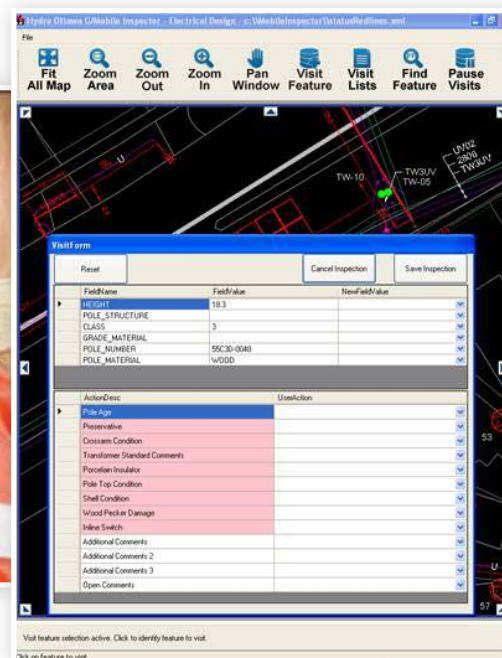 Hydro Ottawa G/Mobile Inspector - Electrical Design - c:\MobileInspector\statusRedlines.xml
File
Fit All Map
Zoom Area
Zoom Out
Zoom In
Pan Window
Visit Feature
Visit Lists
Find Feature
Pause Visits
U
UV02
2808
TW3UV
TW3UV
TW-10
TW-05
VisitForm
Reset
Cancel Inspection
Save Inspection
FieldName FieldValue NewFieldValue
HEIGHT 18.3
POLE_STRUCTURE
CLASS 3
GRADE_MATERIAL
POLE_NUMBER 55C3D-0048
POLE_MATERIAL WOOD
ActionDesc UserAction
Pole Age
Preservative
Crossarm Condition
Transformer Standard Comments
Porcelain Insulator
Pole Top Condition
Shell Condition
Wood Pecker Damage
Inline Switch
Additional Comments
Additional Comments 2
Additional Comments 3
Open Comments
53
U
57
Visit feature selection active. Click to identify feature to visit.
Click on feature to visit